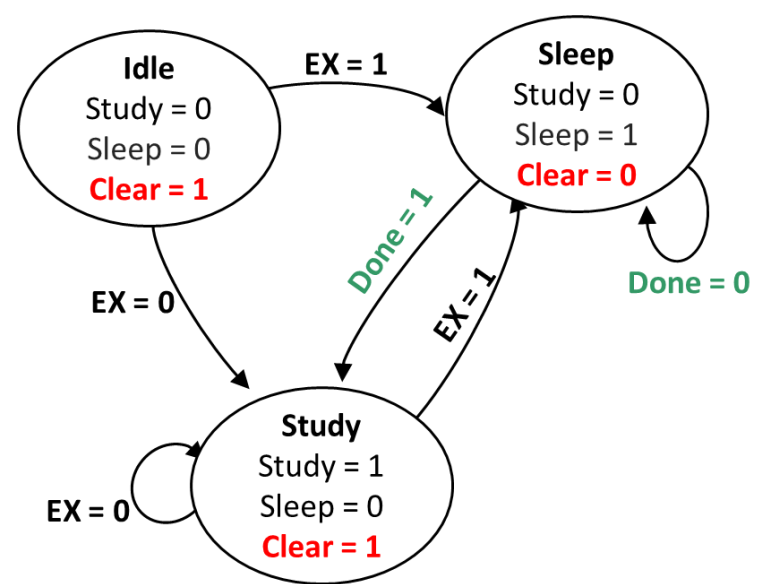 Idle
Study = 0
Sleep = 0
Clear = 1
EX = 1
Sleep
Study = 0
Sleep = 1
Clear = 0
Done = 1
EX = 1
Done = 0
EX = 0
Study
Study = 1
Sleep = 0
Clear = 1
EX = 0